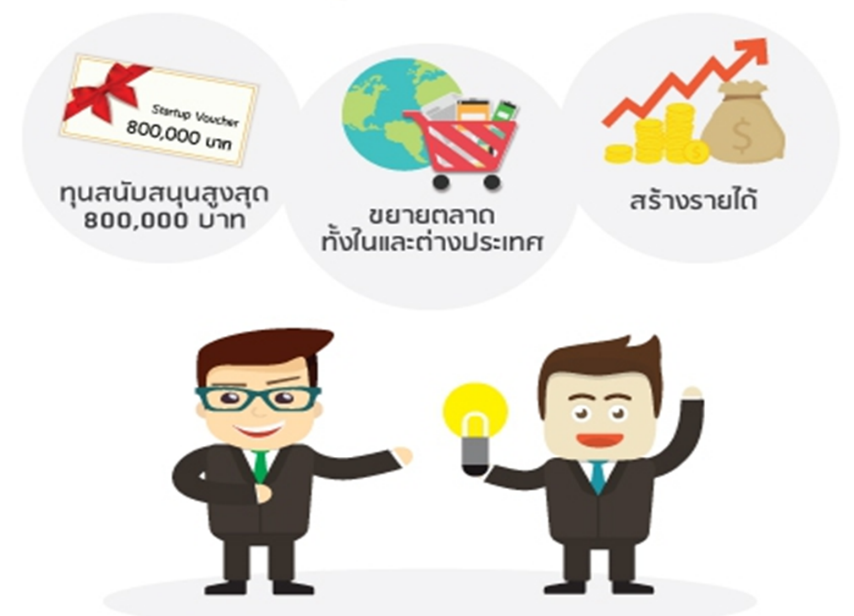 Startup Voucher
800,000 บาท
ทุนสนับสนุนสูงสุด
800,000 บาท
ขยายตลาด
ทั้งในและต่างประเทศ
สร้างรายได้